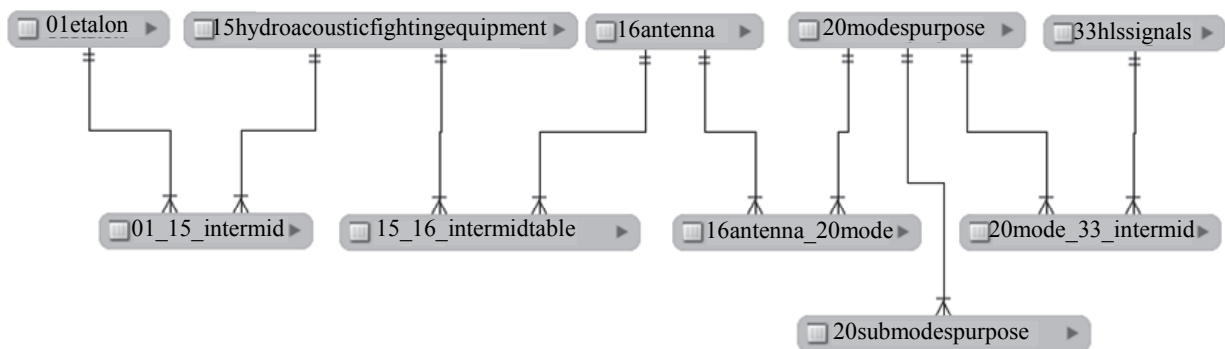 01etalon
15hydroacousticfightingequipment
16antenna
20modespurpose
33hlssignals
01_15_intermid
15_16_intermidtable
16antenna_20mode
20mode_33_intermid
20submodespurpose